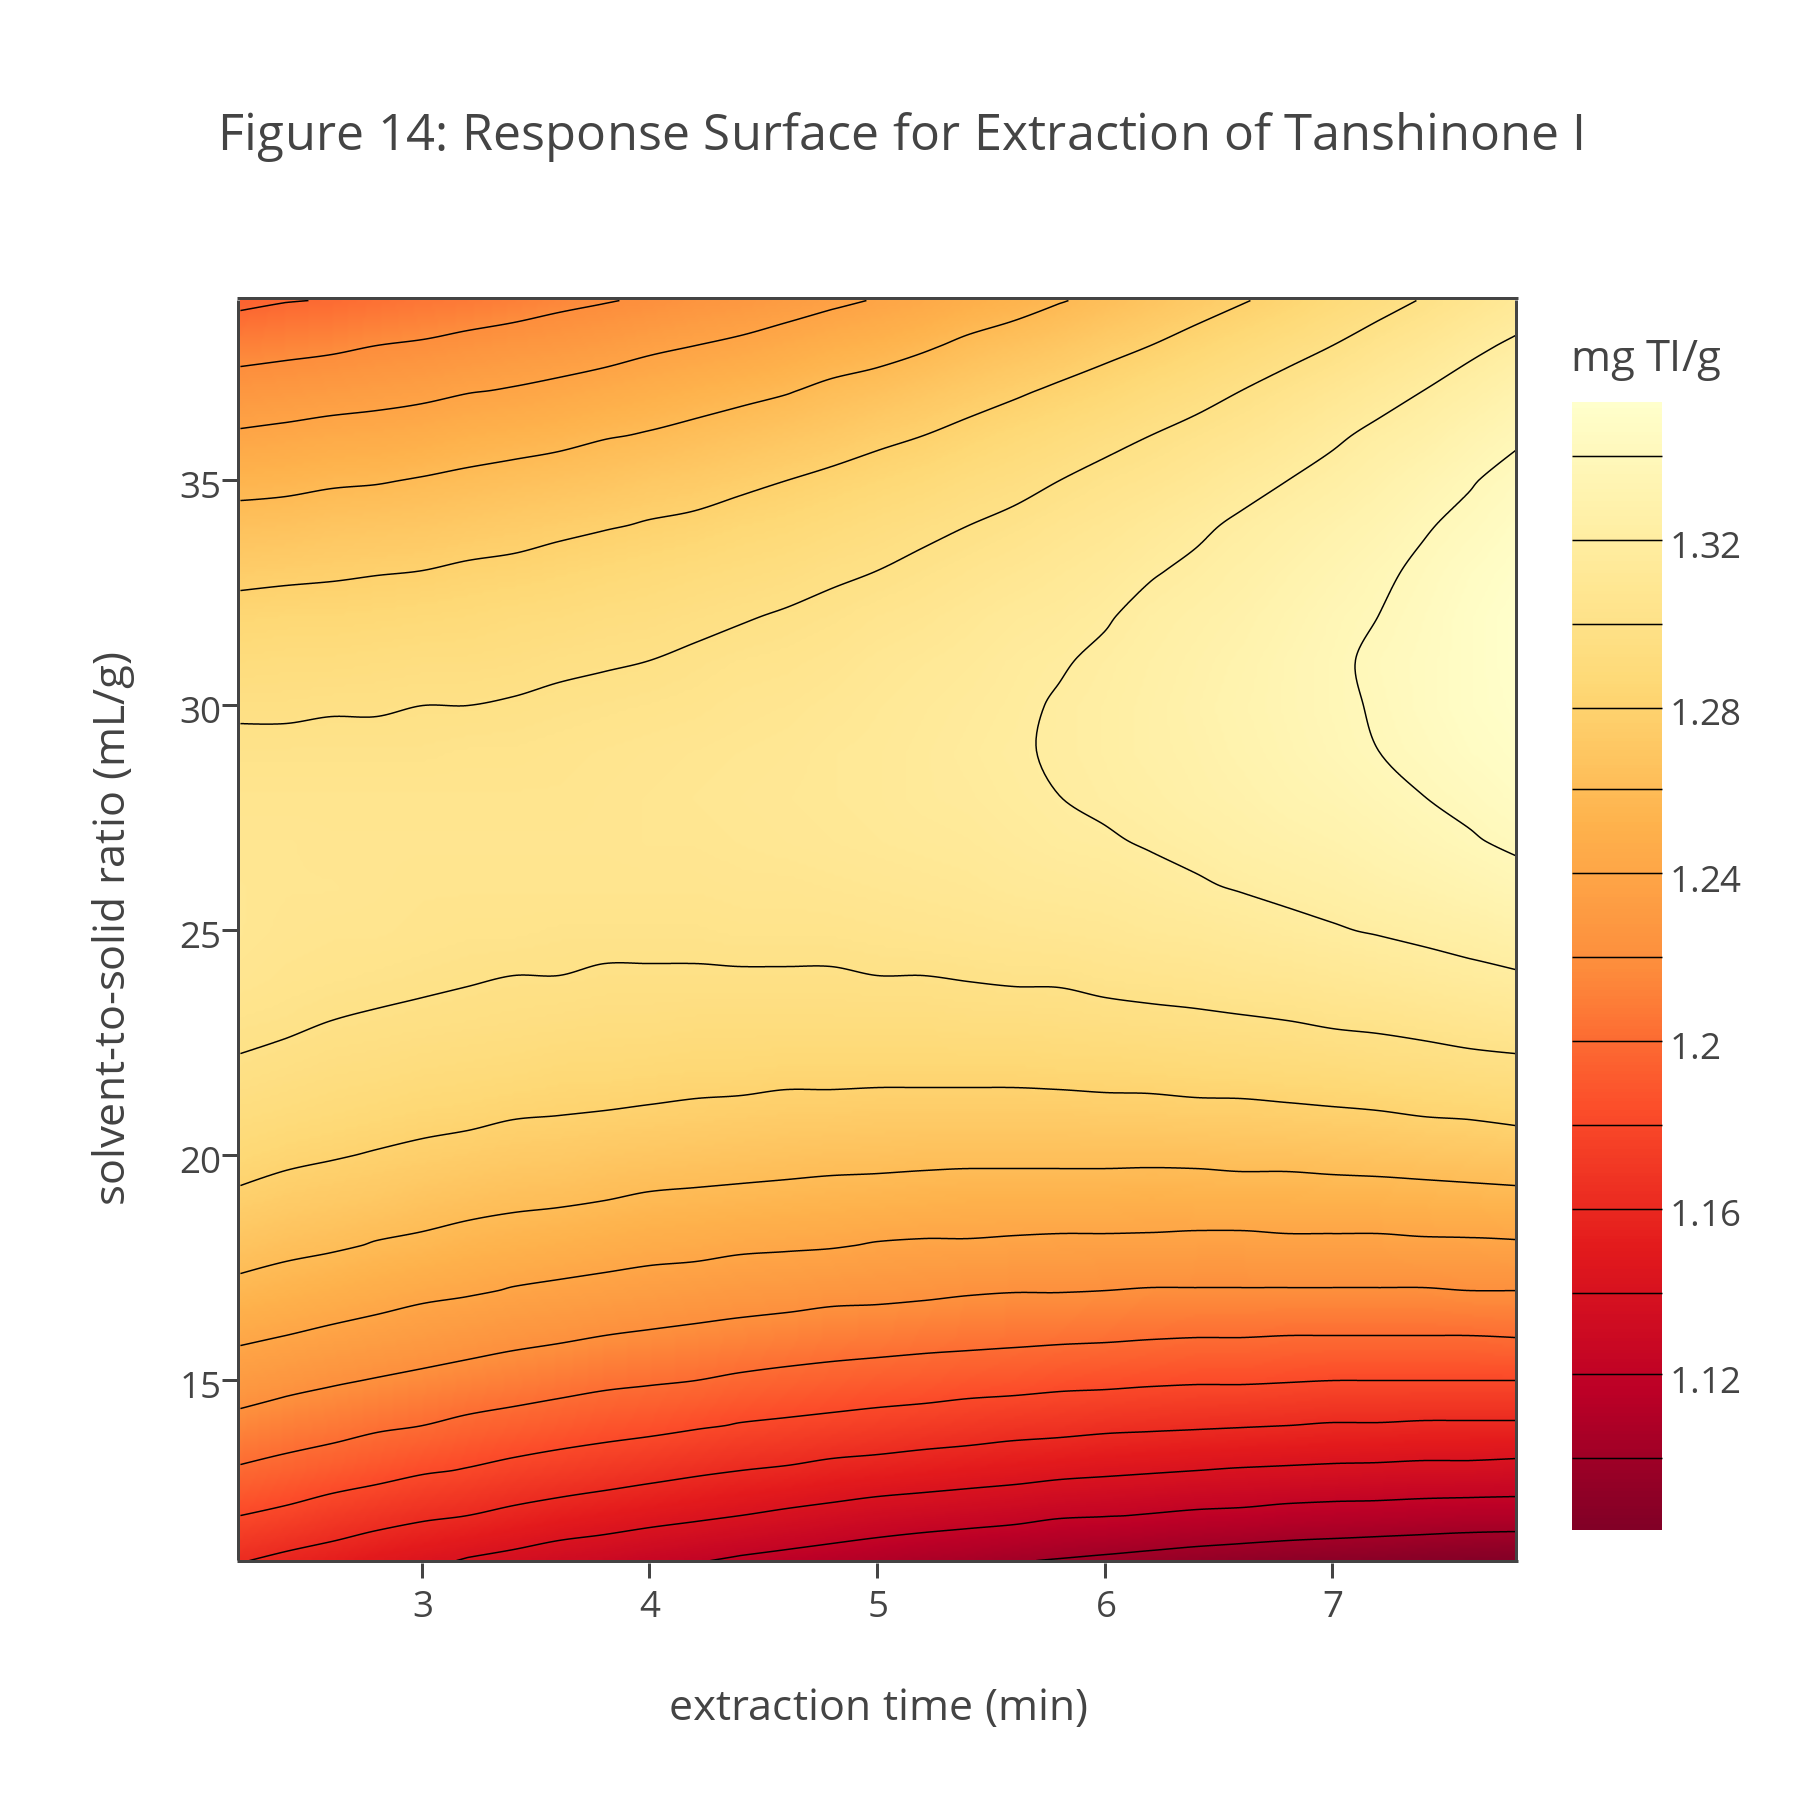 Figure 14: Response Surface for Extraction of Tanshinone I
mg TI/g
1.32
1.28
1.24
1.2
1.16
1.12
solvent-to-solid ratio (mL/g)
35
30
25
20
15
3 4 5 6 7
extraction time (min)